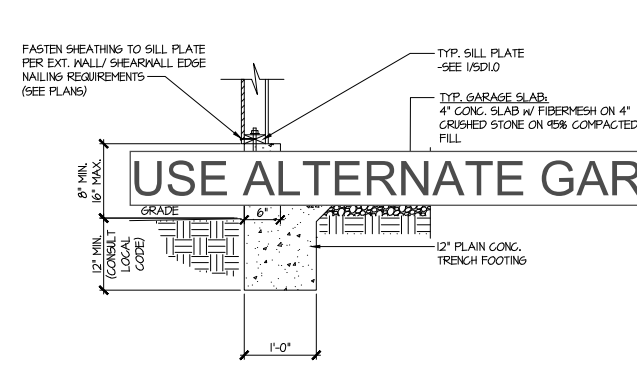 FASTEN SHEATHING TO SILL PLATE
PER EXT. WALL/ SHEARWALL EDGE
NAILING REQUIREMENTS
(SEE PLANS)
TYP. SILL PLATE
-SEE 1/SD1.0
TYP. GARAGE SLAB:
4" CONC. SLAB W/ FIBERMESH ON 4"
CRUSHED STONE ON 95% COMPACTED
FILL
8" MIN.
16" MAX.
USE ALTERNATE GAR
GRADE
6"
12" MIN.
(CONSULT
LOCAL
CODE)
12" PLAIN CONC.
TRENCH FOOTING
1'-0"